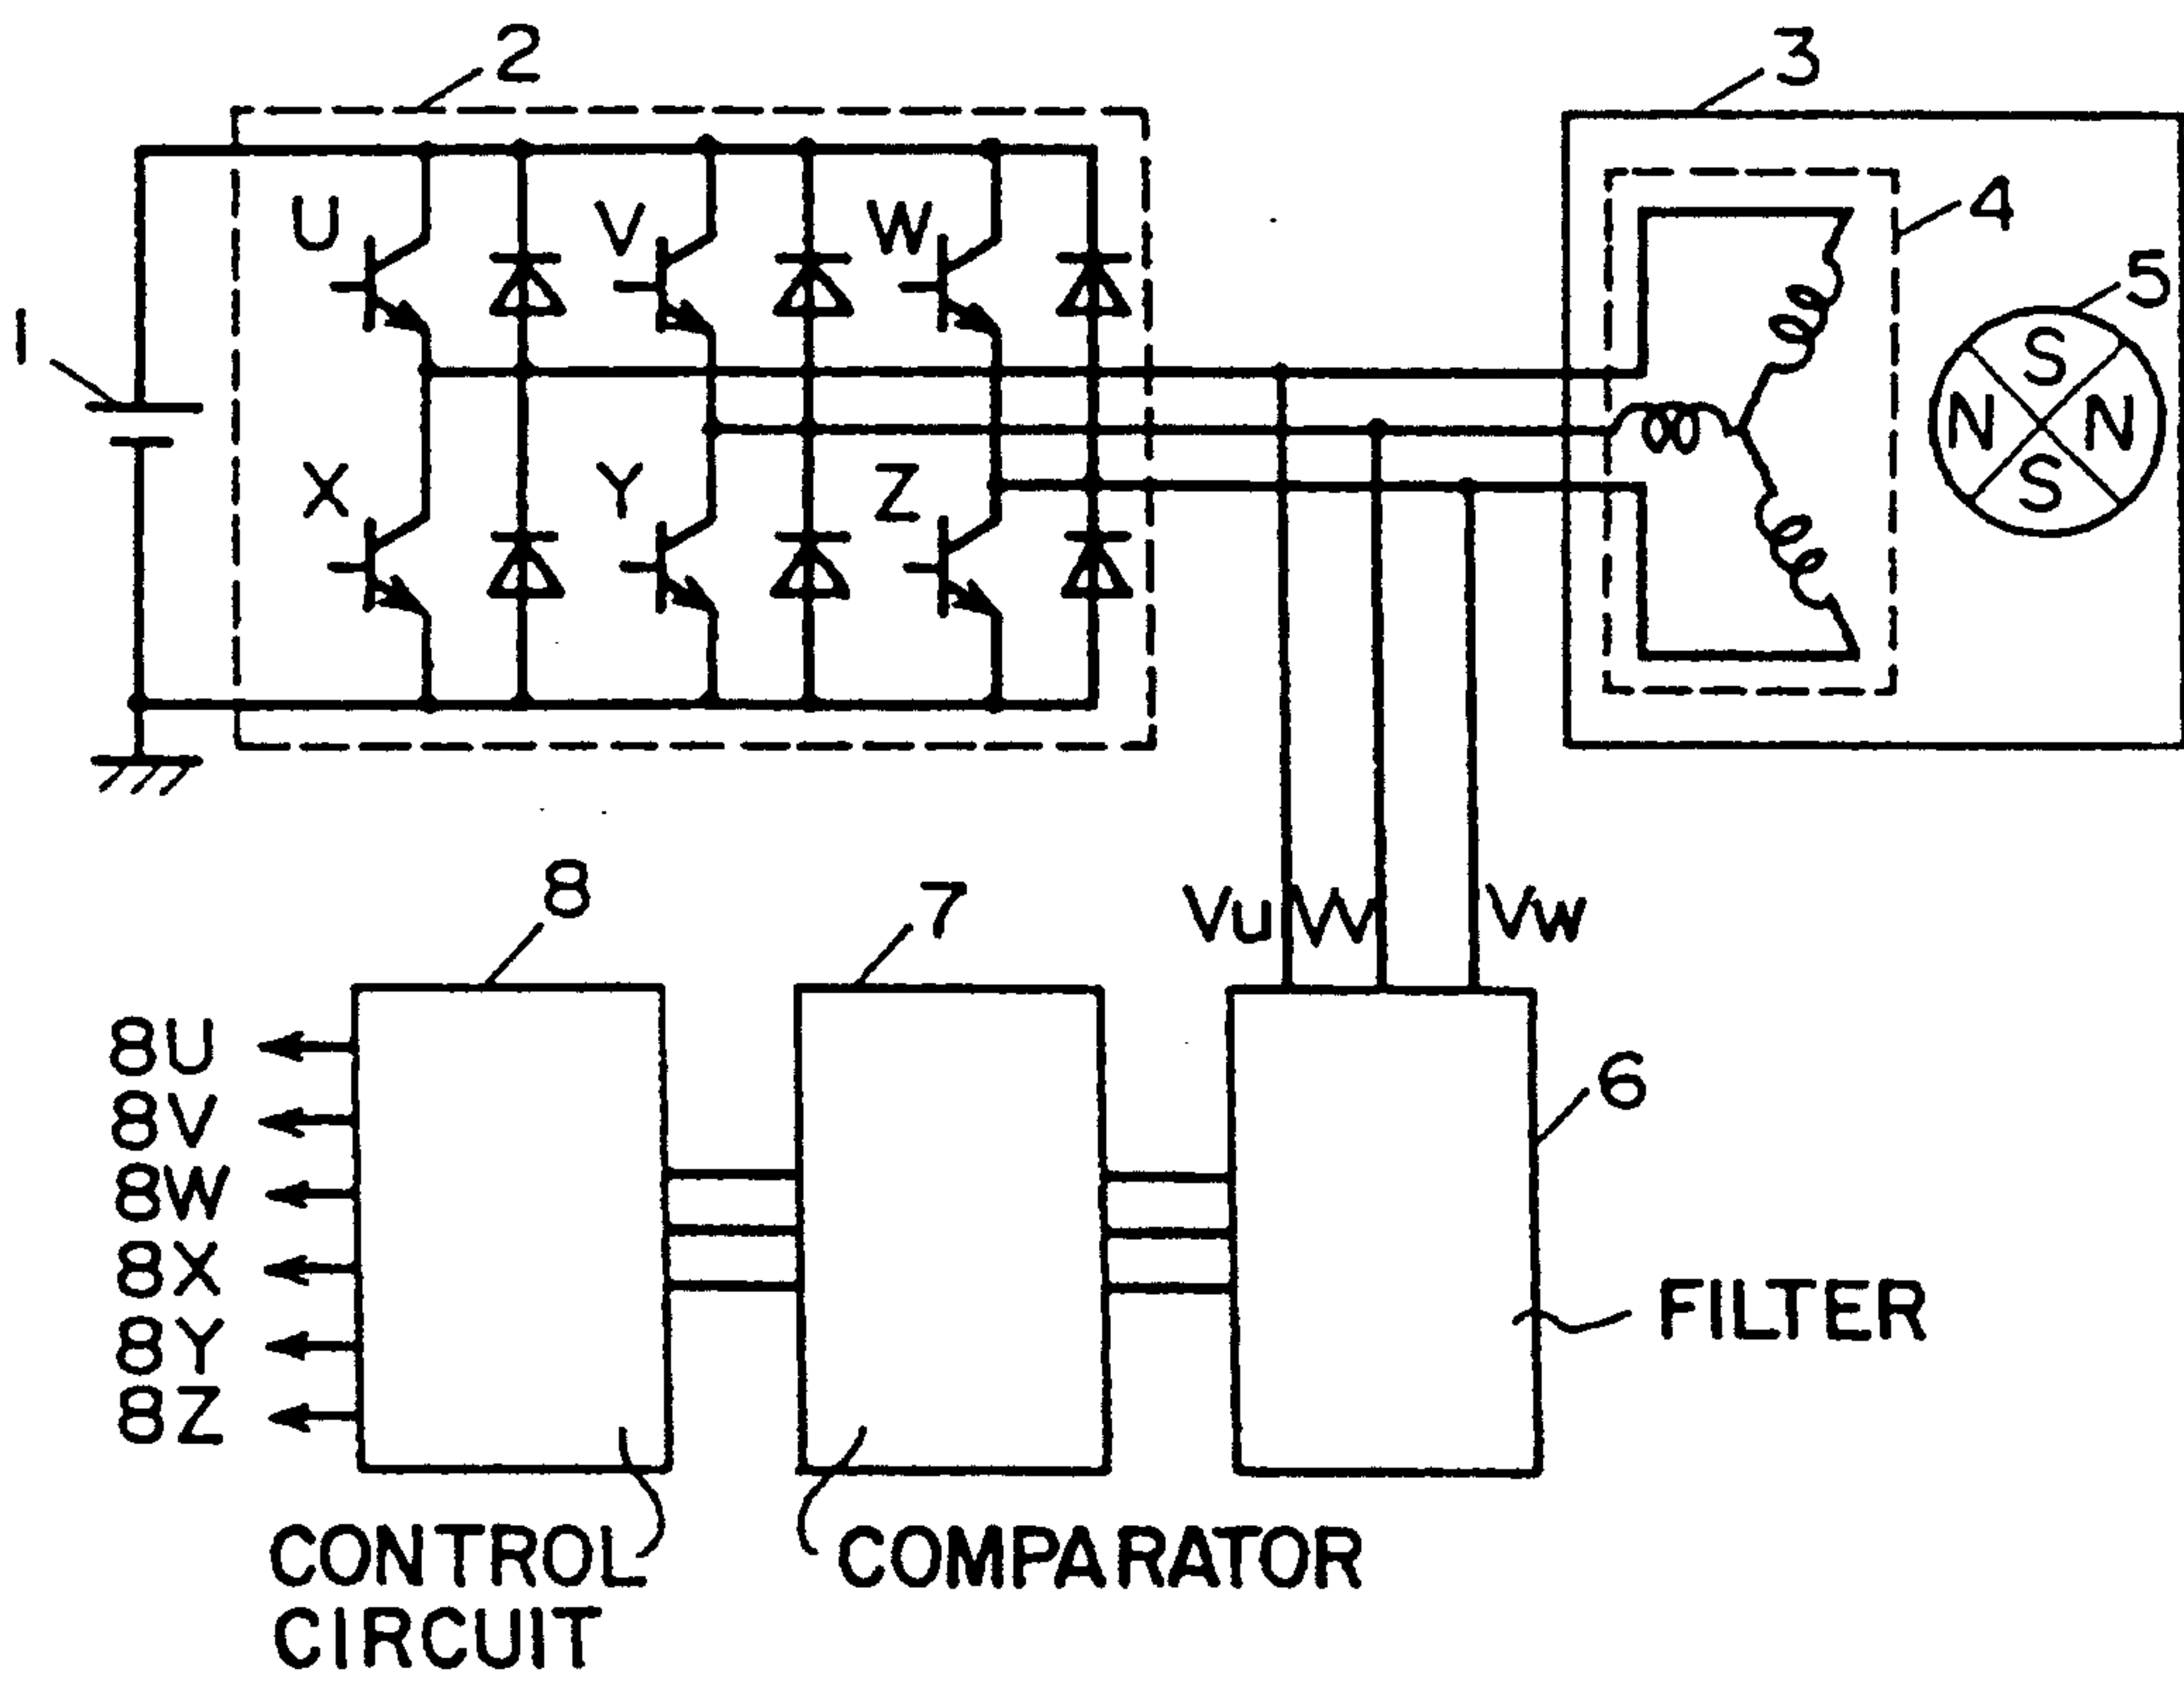 2
3
U
V
W
4
5
1
S
N
N
S
X
Y
Z
8
7
Vu
Vv
Vw
8U
8V
8W
8X
8Y
8Z
6
FILTER
CONTROL
CIRCUIT
COMPARATOR